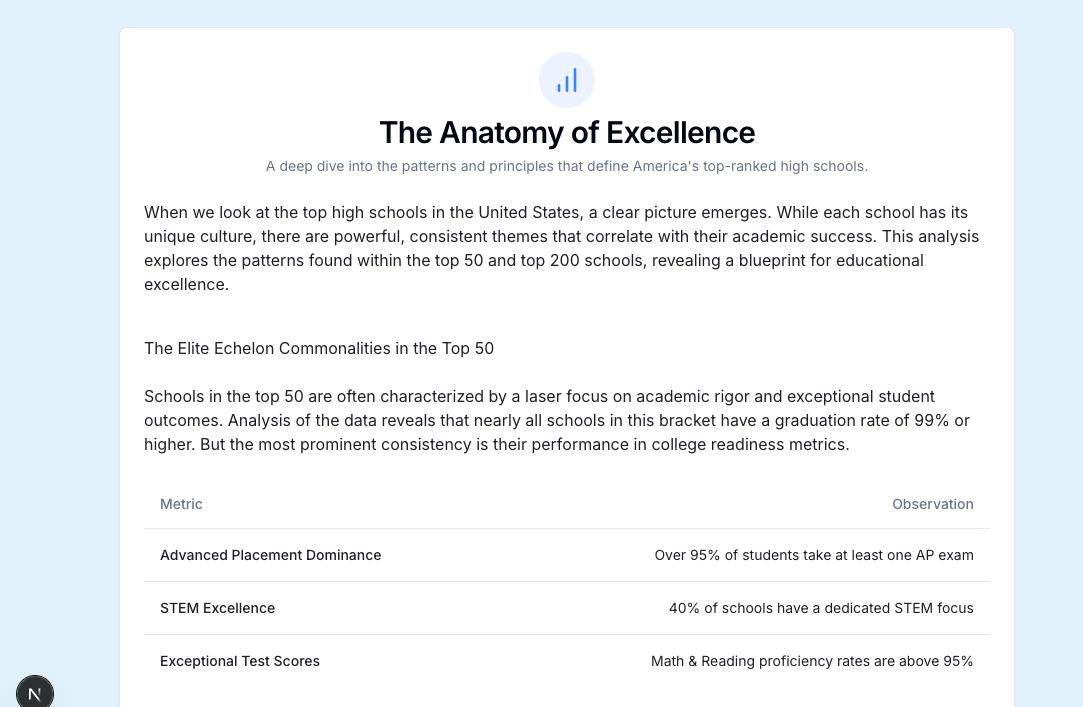 The Anatomy of Excellence
A deep dive into the patterns and principles that define America's top-ranked high schools.
When we look at the top high schools in the United States, a clear picture emerges. While each school has its
unique culture, there are powerful, consistent themes that correlate with their academic success. This analysis
explores the patterns found within the top 50 and top 200 schools, revealing a blueprint for educational
excellence.
The Elite Echelon Commonalities in the Top 50
Schools in the top 50 are often characterized by a laser focus on academic rigor and exceptional student
outcomes. Analysis of the data reveals that nearly all schools in this bracket have a graduation rate of 99% or
higher. But the most prominent consistency is their performance in college readiness metrics.
Metric Observation
Advanced Placement Dominance Over 95% of students take at least one AP exam
STEM Excellence 40% of schools have a dedicated STEM focus
Exceptional Test Scores Math & Reading proficiency rates are above 95%
N